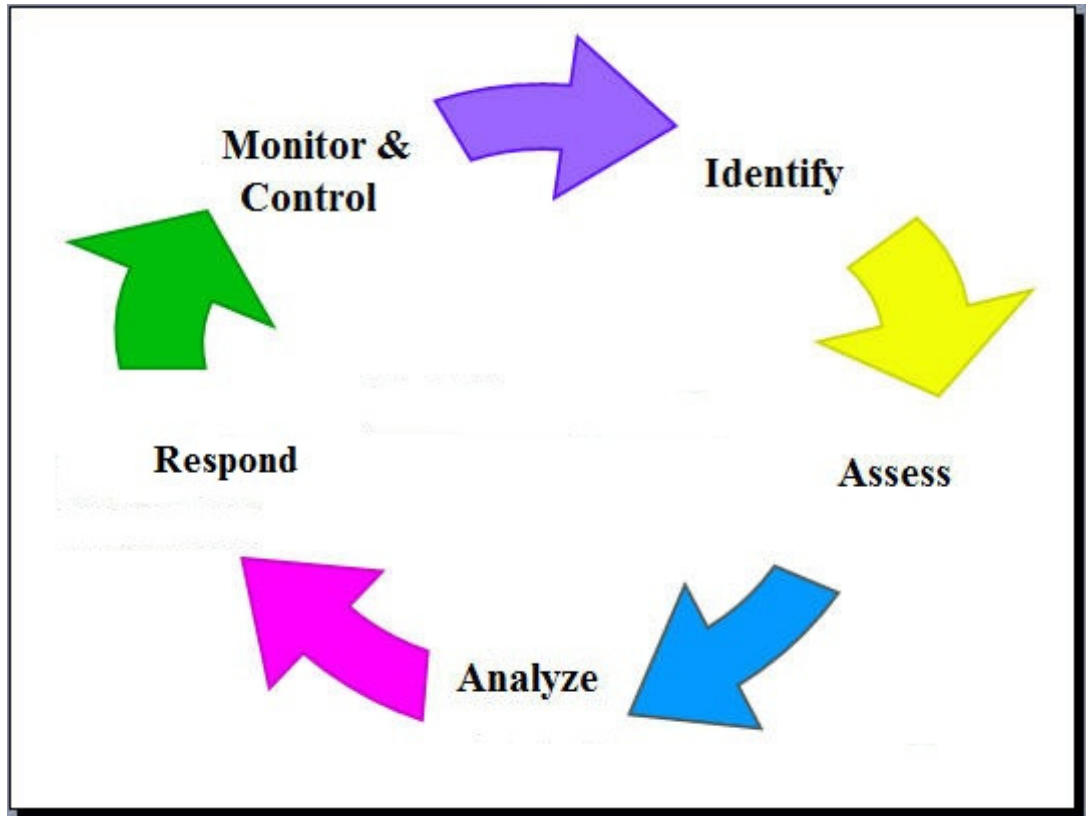 Monitor &
Control
Identify
Assess
Analyze
Respond